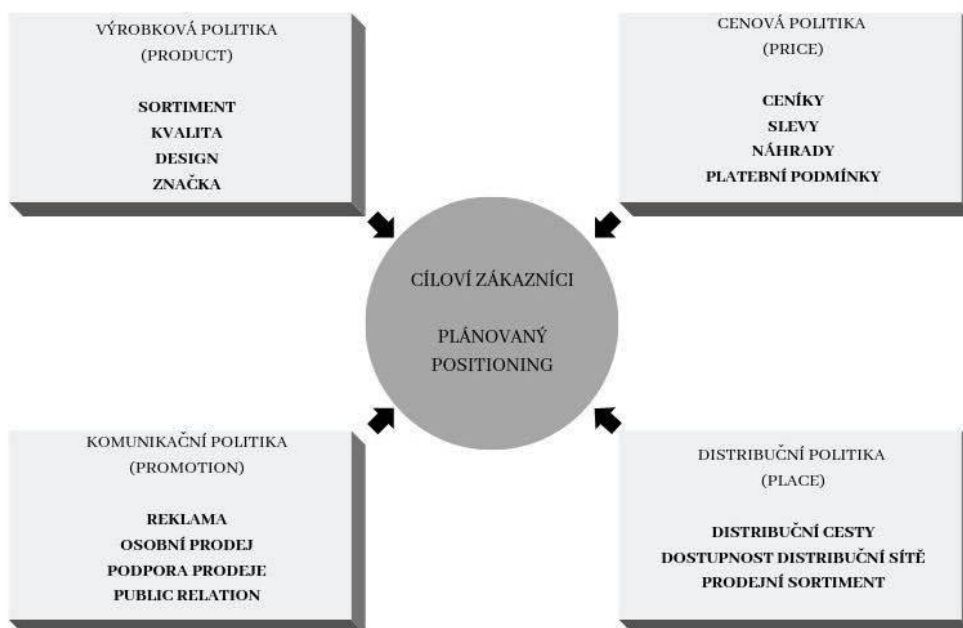 VÝROBKOVÁ POLITIKA
(PRODUCT)
SORTIMENT
KVALITA
DESIGN
ZNAČKA
CENOVÁ POLITIKA
(PRICE)
CENÍKY
SLEVY
NÁHRADY
PLATEBNÍ PODMÍNKY
CÍLOVÍ ZÁKAZNÍCI
PLÁNOVANÝ
POSITIONING
KOMUNIKAČNÍ POLITIKA
(PROMOTION)
REKLAMA
OSOBNÍ PRODEJ
PODPORA PRODEJE
PUBLIC RELATION
DISTRIBUČNÍ POLITIKA
(PLACE)
DISTRIBUČNÍ CESTY
DOSTUPNOST DISTRIBUČNÍ SÍTĚ
PRODEJNÍ SORTIMENT